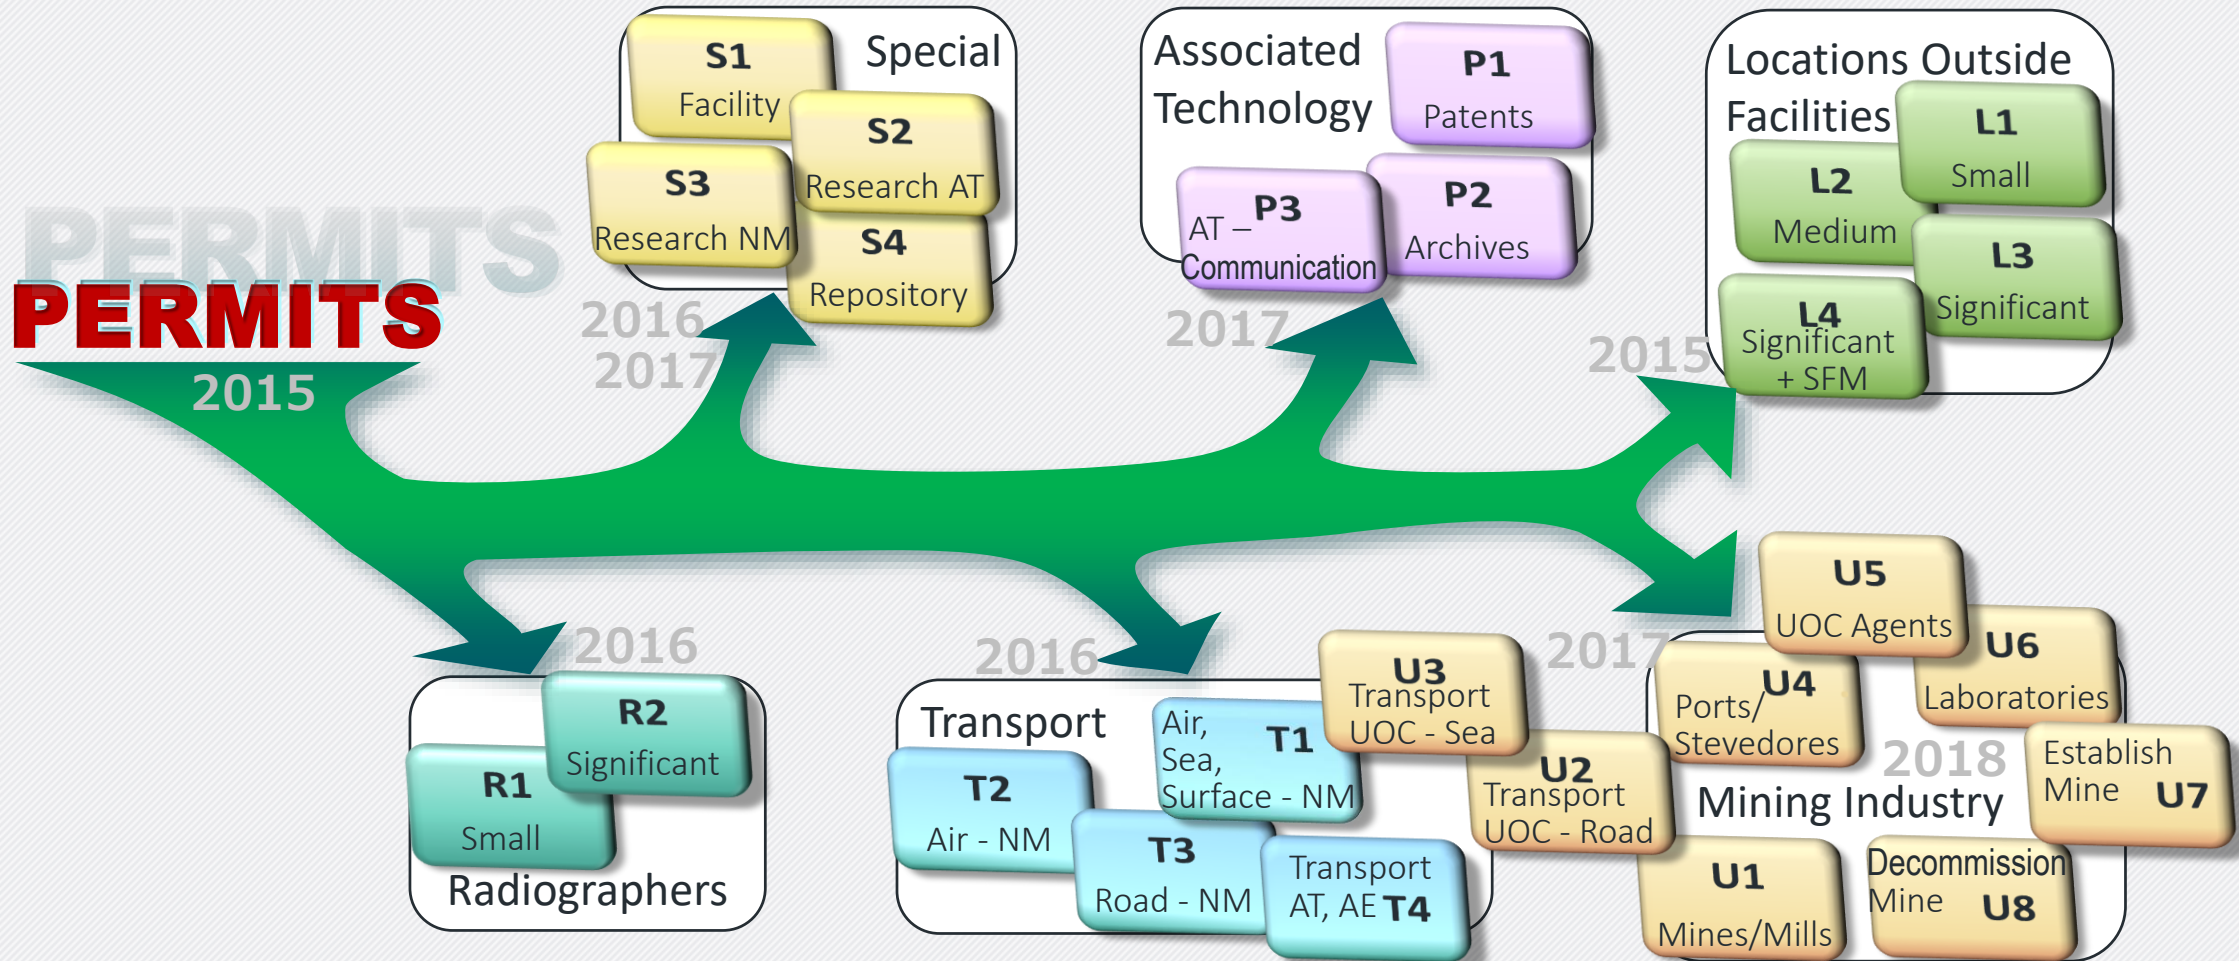 PERMITS
PERMITS
2015
Special
S1
Facility
S2
Research AT
S3
Research NM
S4
Repository
2016
2017
Associated
Technology
P1
Patents
P2
Archives
P3
AT –
Communication
2017
Locations Outside
Facilities
L1
Small
L2
Medium
L3
Significant
L4
Significant
+ SFM
2015
2016
R2
Significant
R1
Small
Radiographers
2016
Transport
T1
Air,
Sea,
Surface - NM
T2
Air - NM
T3
Road - NM
Transport
AT, AE T4
U3
Transport
UOC - Sea
U2
Transport
UOC - Road
2017
U5
UOC Agents
U4
Ports/
Stevedores
U6
Laboratories
2018
Mining Industry
Establish
Mine U7
U1
Mines/Mills
Decommission
Mine U8